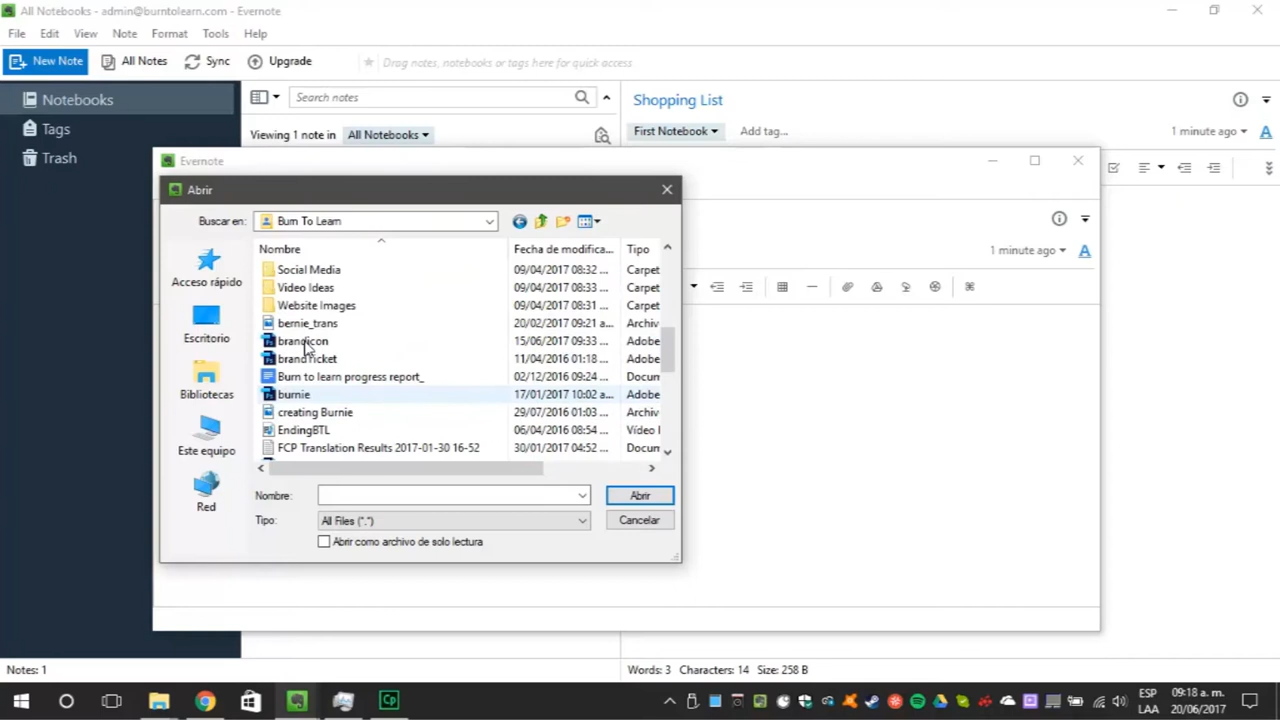 All Notebooks - admin@burntolearn.com - Evernote
File Edit View Note Format Tools Help
New Note All Notes Sync Upgrade Drag notes, notebooks or tags here for quick access
Notebooks
Tags
Trash
Search notes
Viewing 1 note in All Notebooks
Shopping List
First Notebook Add tag... 1 minute ago
Evernote
1 minute ago
Abrir
Buscar en: Burn To Learn
Acceso rápido
Escritorio
Bibliotecas
Este equipo
Red
Nombre Fecha de modifica... Tipo
Social Media 09/04/2017 08:32 ... Carpet
Video Ideas 09/04/2017 08:33 ... Carpet
Website Images 09/04/2017 08:31 ... Carpet
bernie_trans 20/02/2017 09:21 a... Archiv
15/06/2017 09:33 ... Adobe
11/04/2016 01:18 ... Adobe
Burn to learn progress report_ 02/12/2016 09:24 ... Docum
burnie 17/01/2017 10:02 a... Adobe
creating Burnie 29/07/2016 01:03 ... Archiv
EndingBTL 06/04/2016 08:54 ... Vídeo
FCP Translation Results 2017-01-30 16-52 30/01/2017 04:52 ... Docum
Nombre: Abrir
Tipo: All Files (*.*) Cancelar
Abrir como archivo de solo lectura
Notes: 1
Words: 3 Characters: 14 Size: 258 B
ESP
LAA
09:18 a. m.
20/06/2017